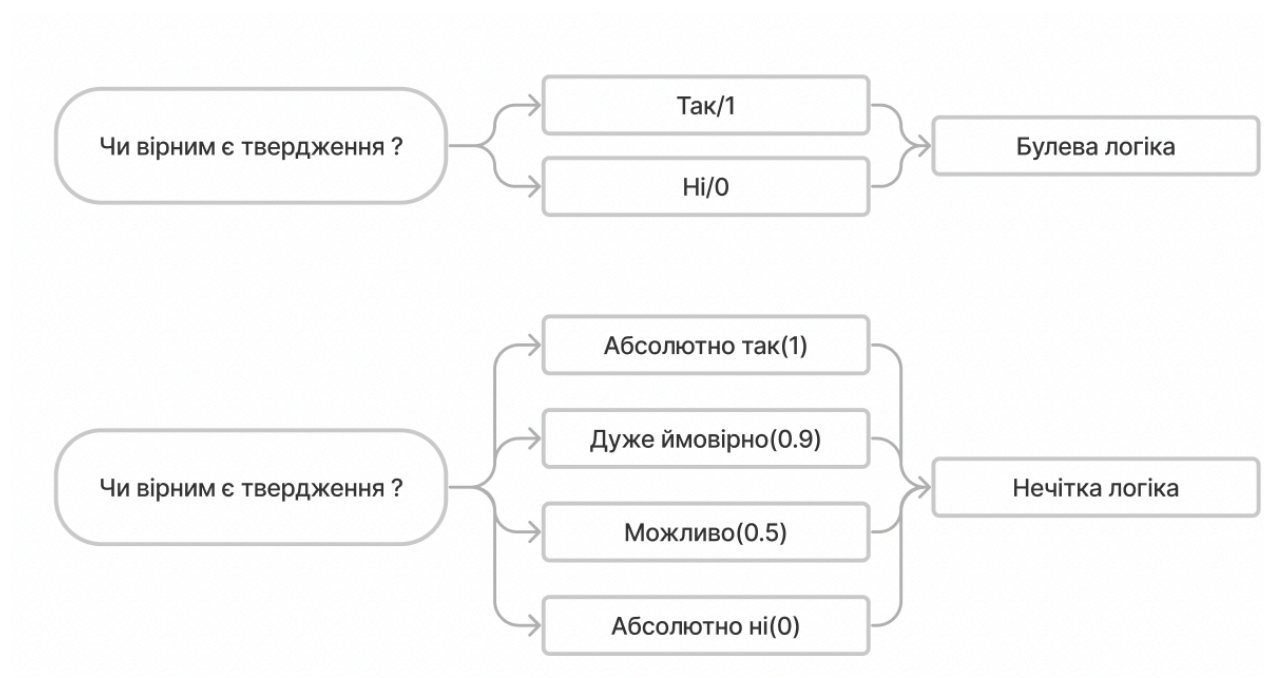 Чи вірним є твердження ?
Так/1
Ні/0
Булева логіка
Чи вірним є твердження ?
Абсолютно так(1)
Дуже ймовірно(0.9)
Можливо(0.5)
Абсолютно ні(0)
Нечітка логіка